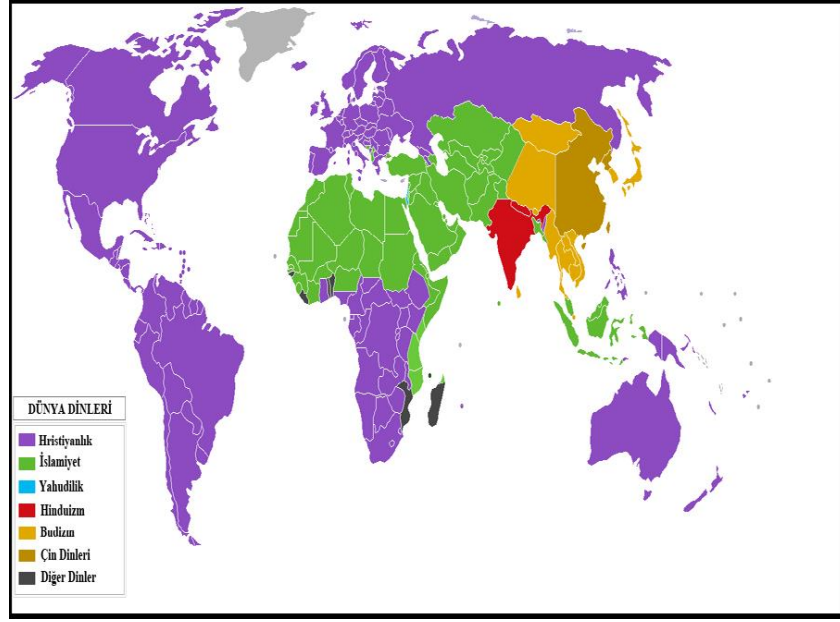 DÜNYA DİNLERİ
Hristiyanlık
İslamiyet
Yahudilik
Hinduizm
Budizm
Çin Dinleri
Diğer Dinler